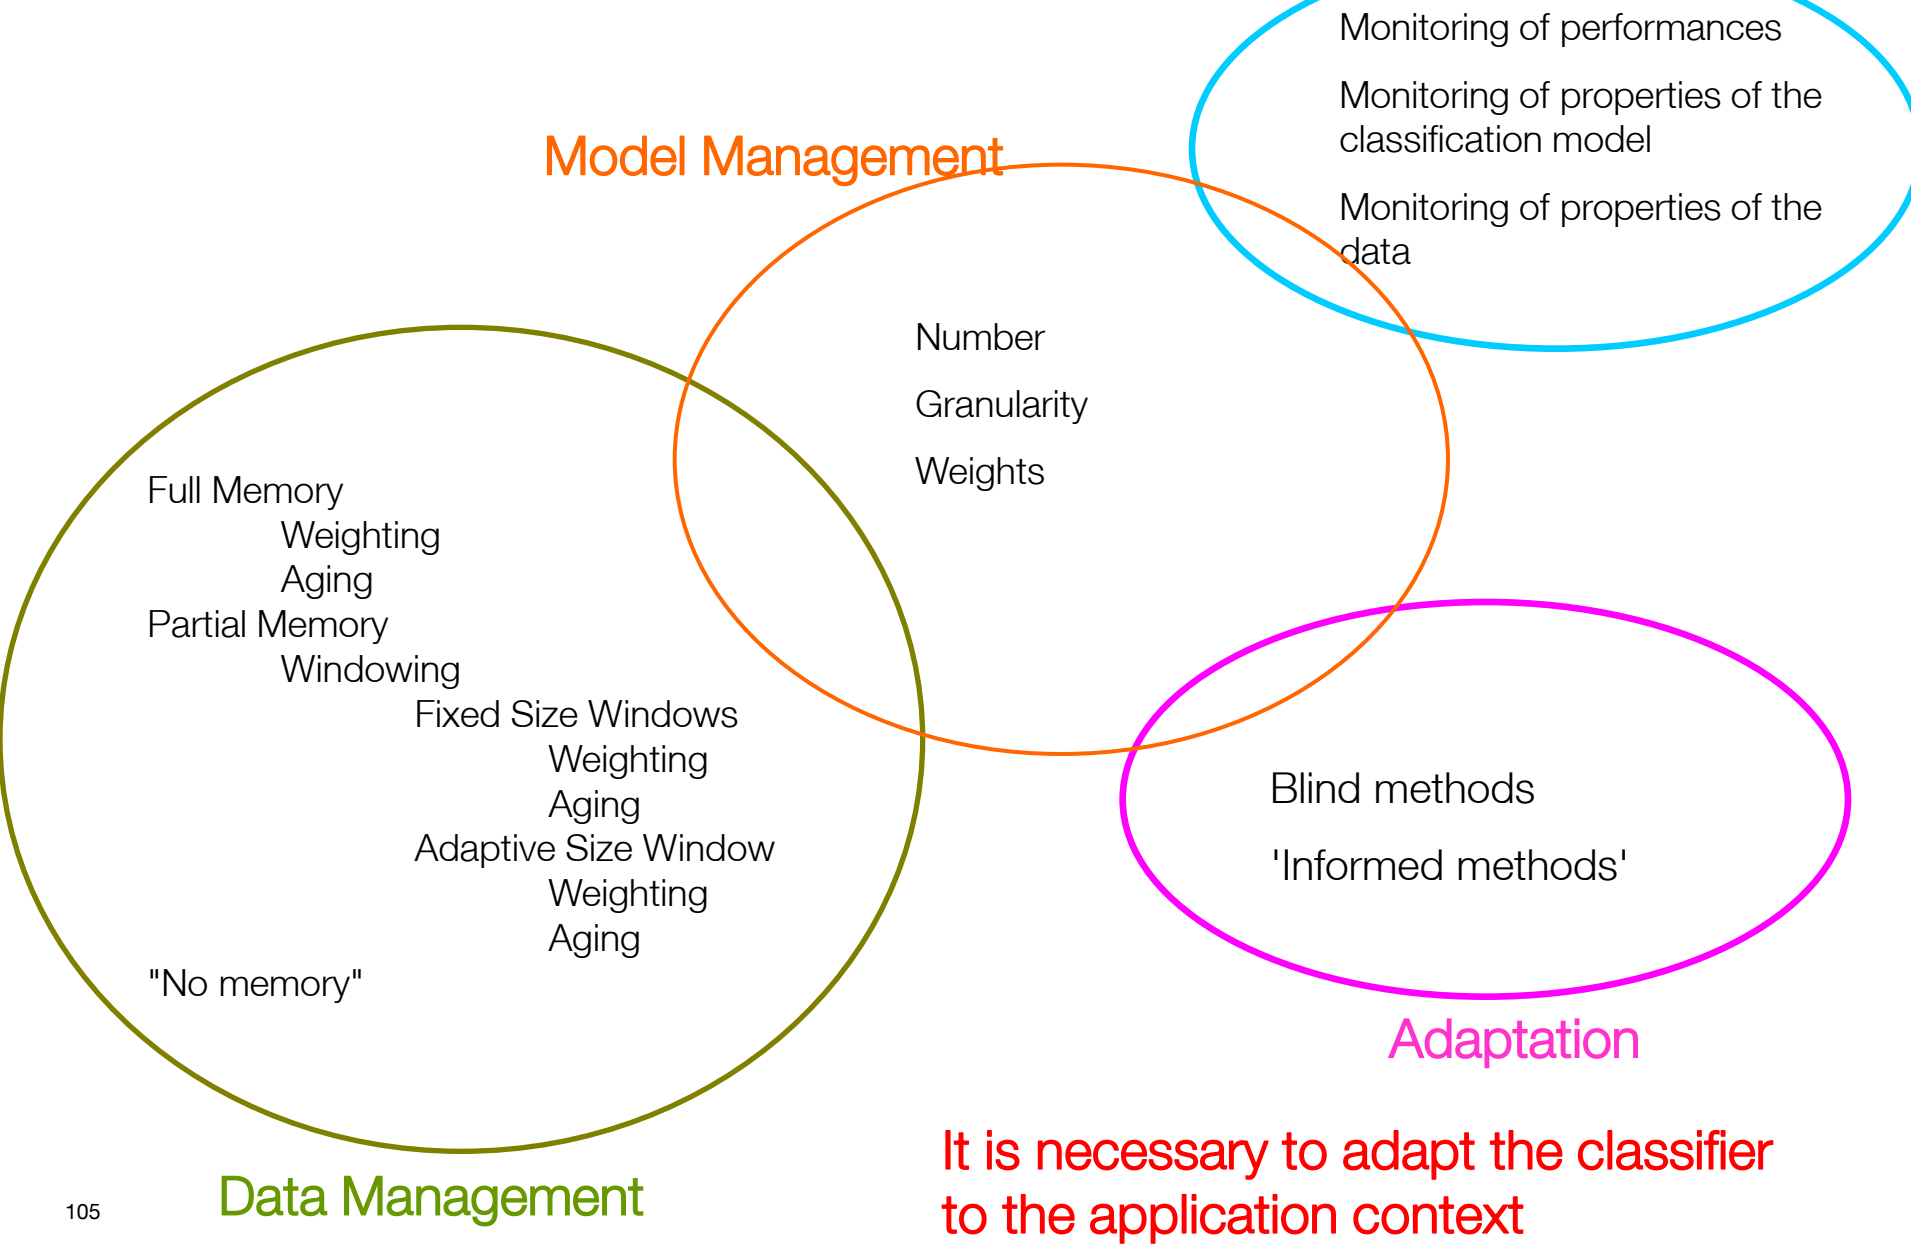 Monitoring of performances
Monitoring of properties of the
classification model
Monitoring of properties of the
data
Model Management
Number
Granularity
Weights
Full Memory
Weighting
Aging
Partial Memory
Windowing
Fixed Size Windows
Weighting
Aging
Adaptive Size Window
Weighting
Aging
"No memory"
Blind methods
'Informed methods'
Adaptation
It is necessary to adapt the classifier
to the application context
Data Management
105